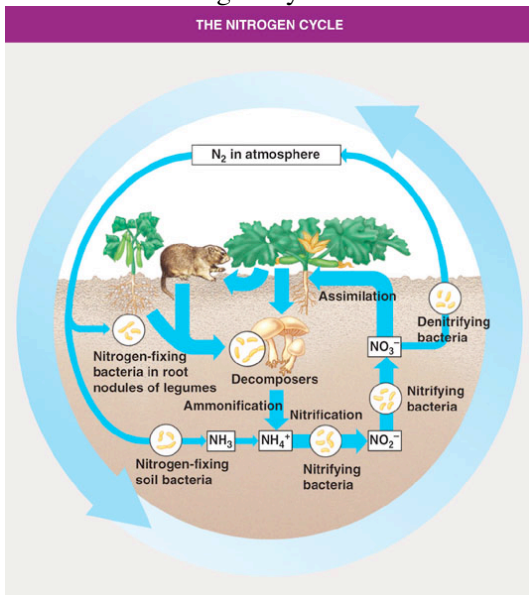 THE NITROGEN CYCLE
N₂ in atmosphere
Assimilation
Denitrifying
bacteria
Nitrogen-fixing
bacteria in root
nodules of legumes
Decomposers
NO₃⁻
Ammonification
Nitrification
Nitrifying
bacteria
NH₃
NH₄⁺
NO₂⁻
Nitrogen-fixing
soil bacteria
Nitrifying
bacteria